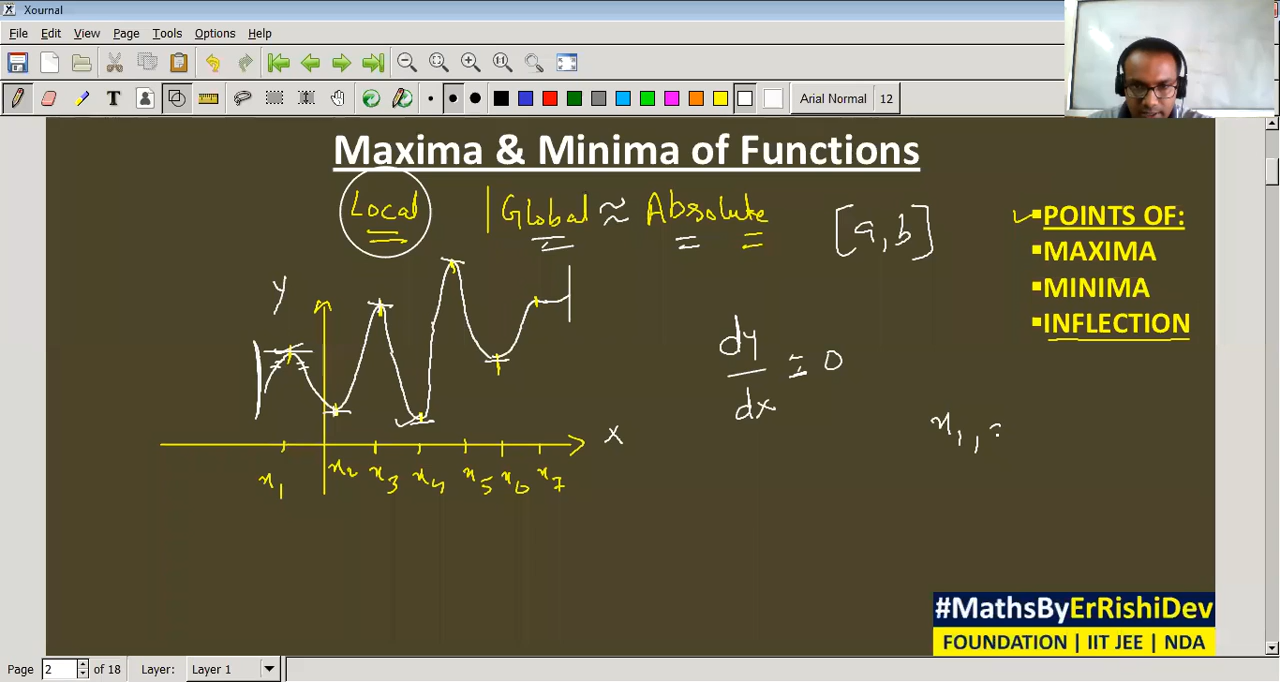 Xournal
File Edit View Page Tools Options Help
Arial Normal 12
Maxima & Minima of Functions
Local | Global ≈ Absolute [a, b]
▪POINTS OF:
▪MAXIMA
▪MINIMA
▪INFLECTION
y
dy/dx = 0
x
x₁ x₂ x₃ x₄ x₅ x₆ x₇
x₁,
#MathsByErRishiDev
FOUNDATION | IIT JEE | NDA
Page 2 of 18 Layer: Layer 1